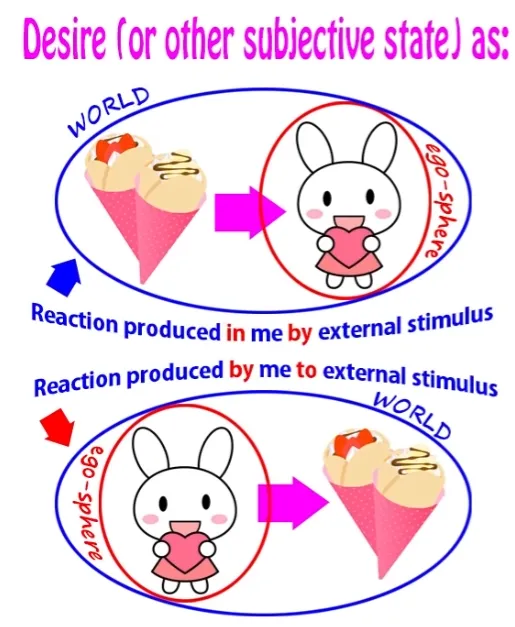 Desire (or other subjective state) as:
WORLD
ego-sphere
Reaction produced in me by external stimulus
Reaction produced by me to external stimulus
WORLD
ego-sphere